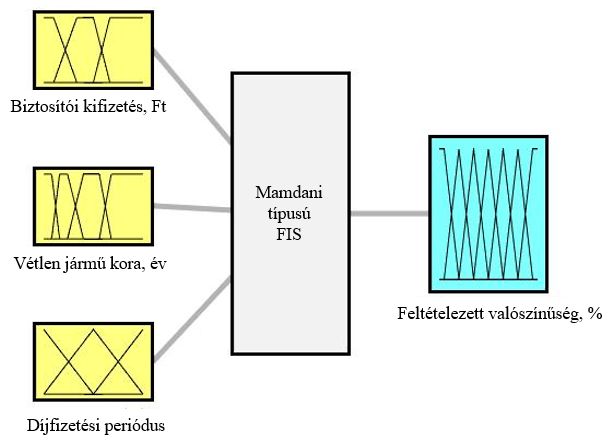 Biztosítói kifizetés, Ft
Vétlen jármű kora, év
Díjfizetési periódus
Mamdani
típusú
FIS
Feltételezett valószínűség, %